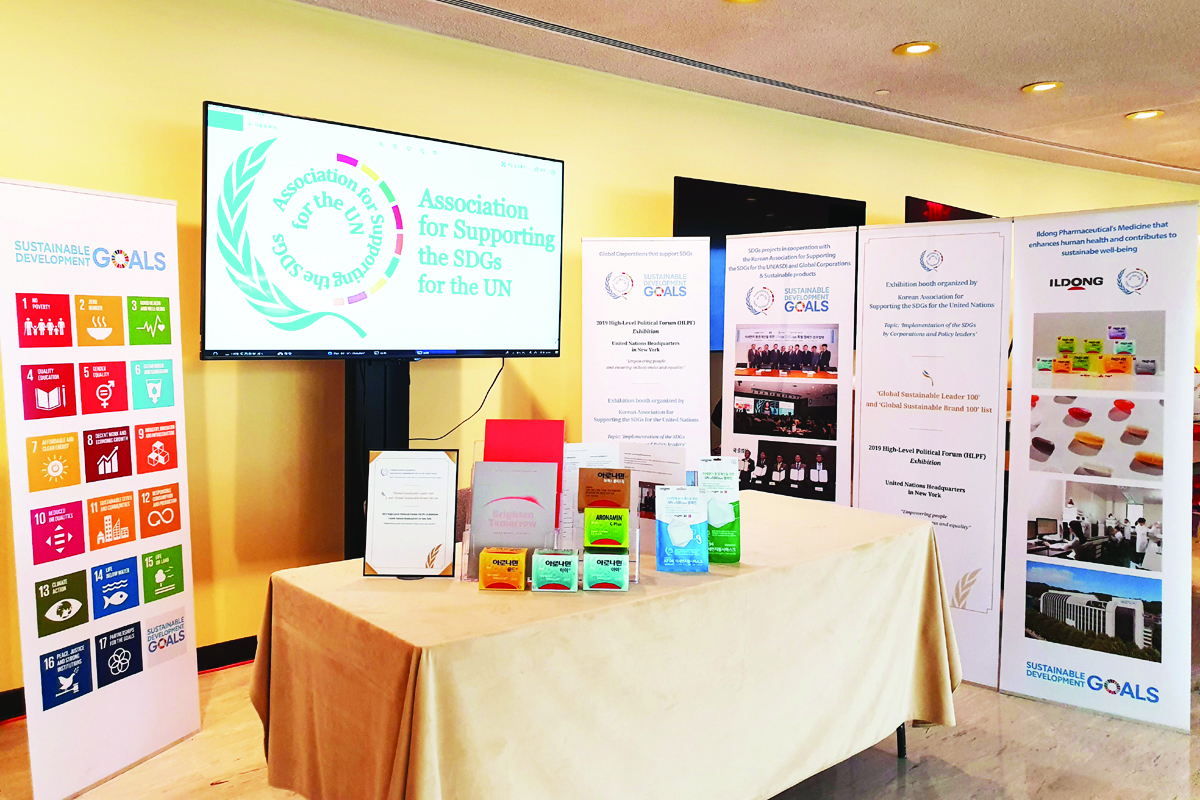 SUSTAINABLE
DEVELOPMENT GOALS
1 NO
POVERTY
2 ZERO
HUNGER
3 GOOD HEALTH
AND WELL-BEING
4 QUALITY
EDUCATION
5 GENDER
EQUALITY
6 CLEAN WATER
AND SANITATION
7 AFFORDABLE AND
CLEAN ENERGY
8 DECENT WORK AND
ECONOMIC GROWTH
9 INDUSTRY, INNOVATION
AND INFRASTRUCTURE
10 REDUCED
INEQUALITIES
11 SUSTAINABLE CITIES
AND COMMUNITIES
12 RESPONSIBLE
CONSUMPTION
AND PRODUCTION
13 CLIMATE
ACTION
14 LIFE
BELOW WATER
15 LIFE
ON LAND
16 PEACE, JUSTICE
AND STRONG
INSTITUTIONS
17 PARTNERSHIPS
FOR THE GOALS
SUSTAINABLE
DEVELOPMENT
GOALS
Association for Supporting
the SDGs
for the UN
Association
for Supporting
the SDGs
for the UN
Brighten
Tomorrow
아로나민
골드
아로나민
아로나민
ARONAMIN
C-Plus
아로나민
아이
Global Corporations that support SDGs
SUSTAINABLE
DEVELOPMENT
GOALS
2019 High-Level Political Forum (HLPF)
Exhibition
United Nations Headquarters
in New York
"Empowering people
and ensuring inclusiveness and equality"
Exhibition booth organized by
Korean Association for
Supporting the SDGs for the United Nations
Topic: 'Implementation of the SDGs
by Corporations and Policy leaders'
SDGs projects in cooperation with
the Korean Association for Supporting
the SDGs for the UN(ASD) and Global Corporations
& Sustainable products
SUSTAINABLE
DEVELOPMENT
GOALS
Exhibition booth organized by
Korean Association for
Supporting the SDGs for the United Nations
Topic: 'Implementation of the SDGs
by Corporations and Policy leaders'
'Global Sustainable Leader 100'
and 'Global Sustainable Brand 100' list
2019 High-Level Political Forum (HLPF)
Exhibition
United Nations Headquarters
in New York
"Empowering people
ness and equality"
Ildong Pharmaceutical's Medicine that
enhances human health and contributes to
sustainabe well-being
ILDONG
SUSTAINABLE
DEVELOPMENT GOALS